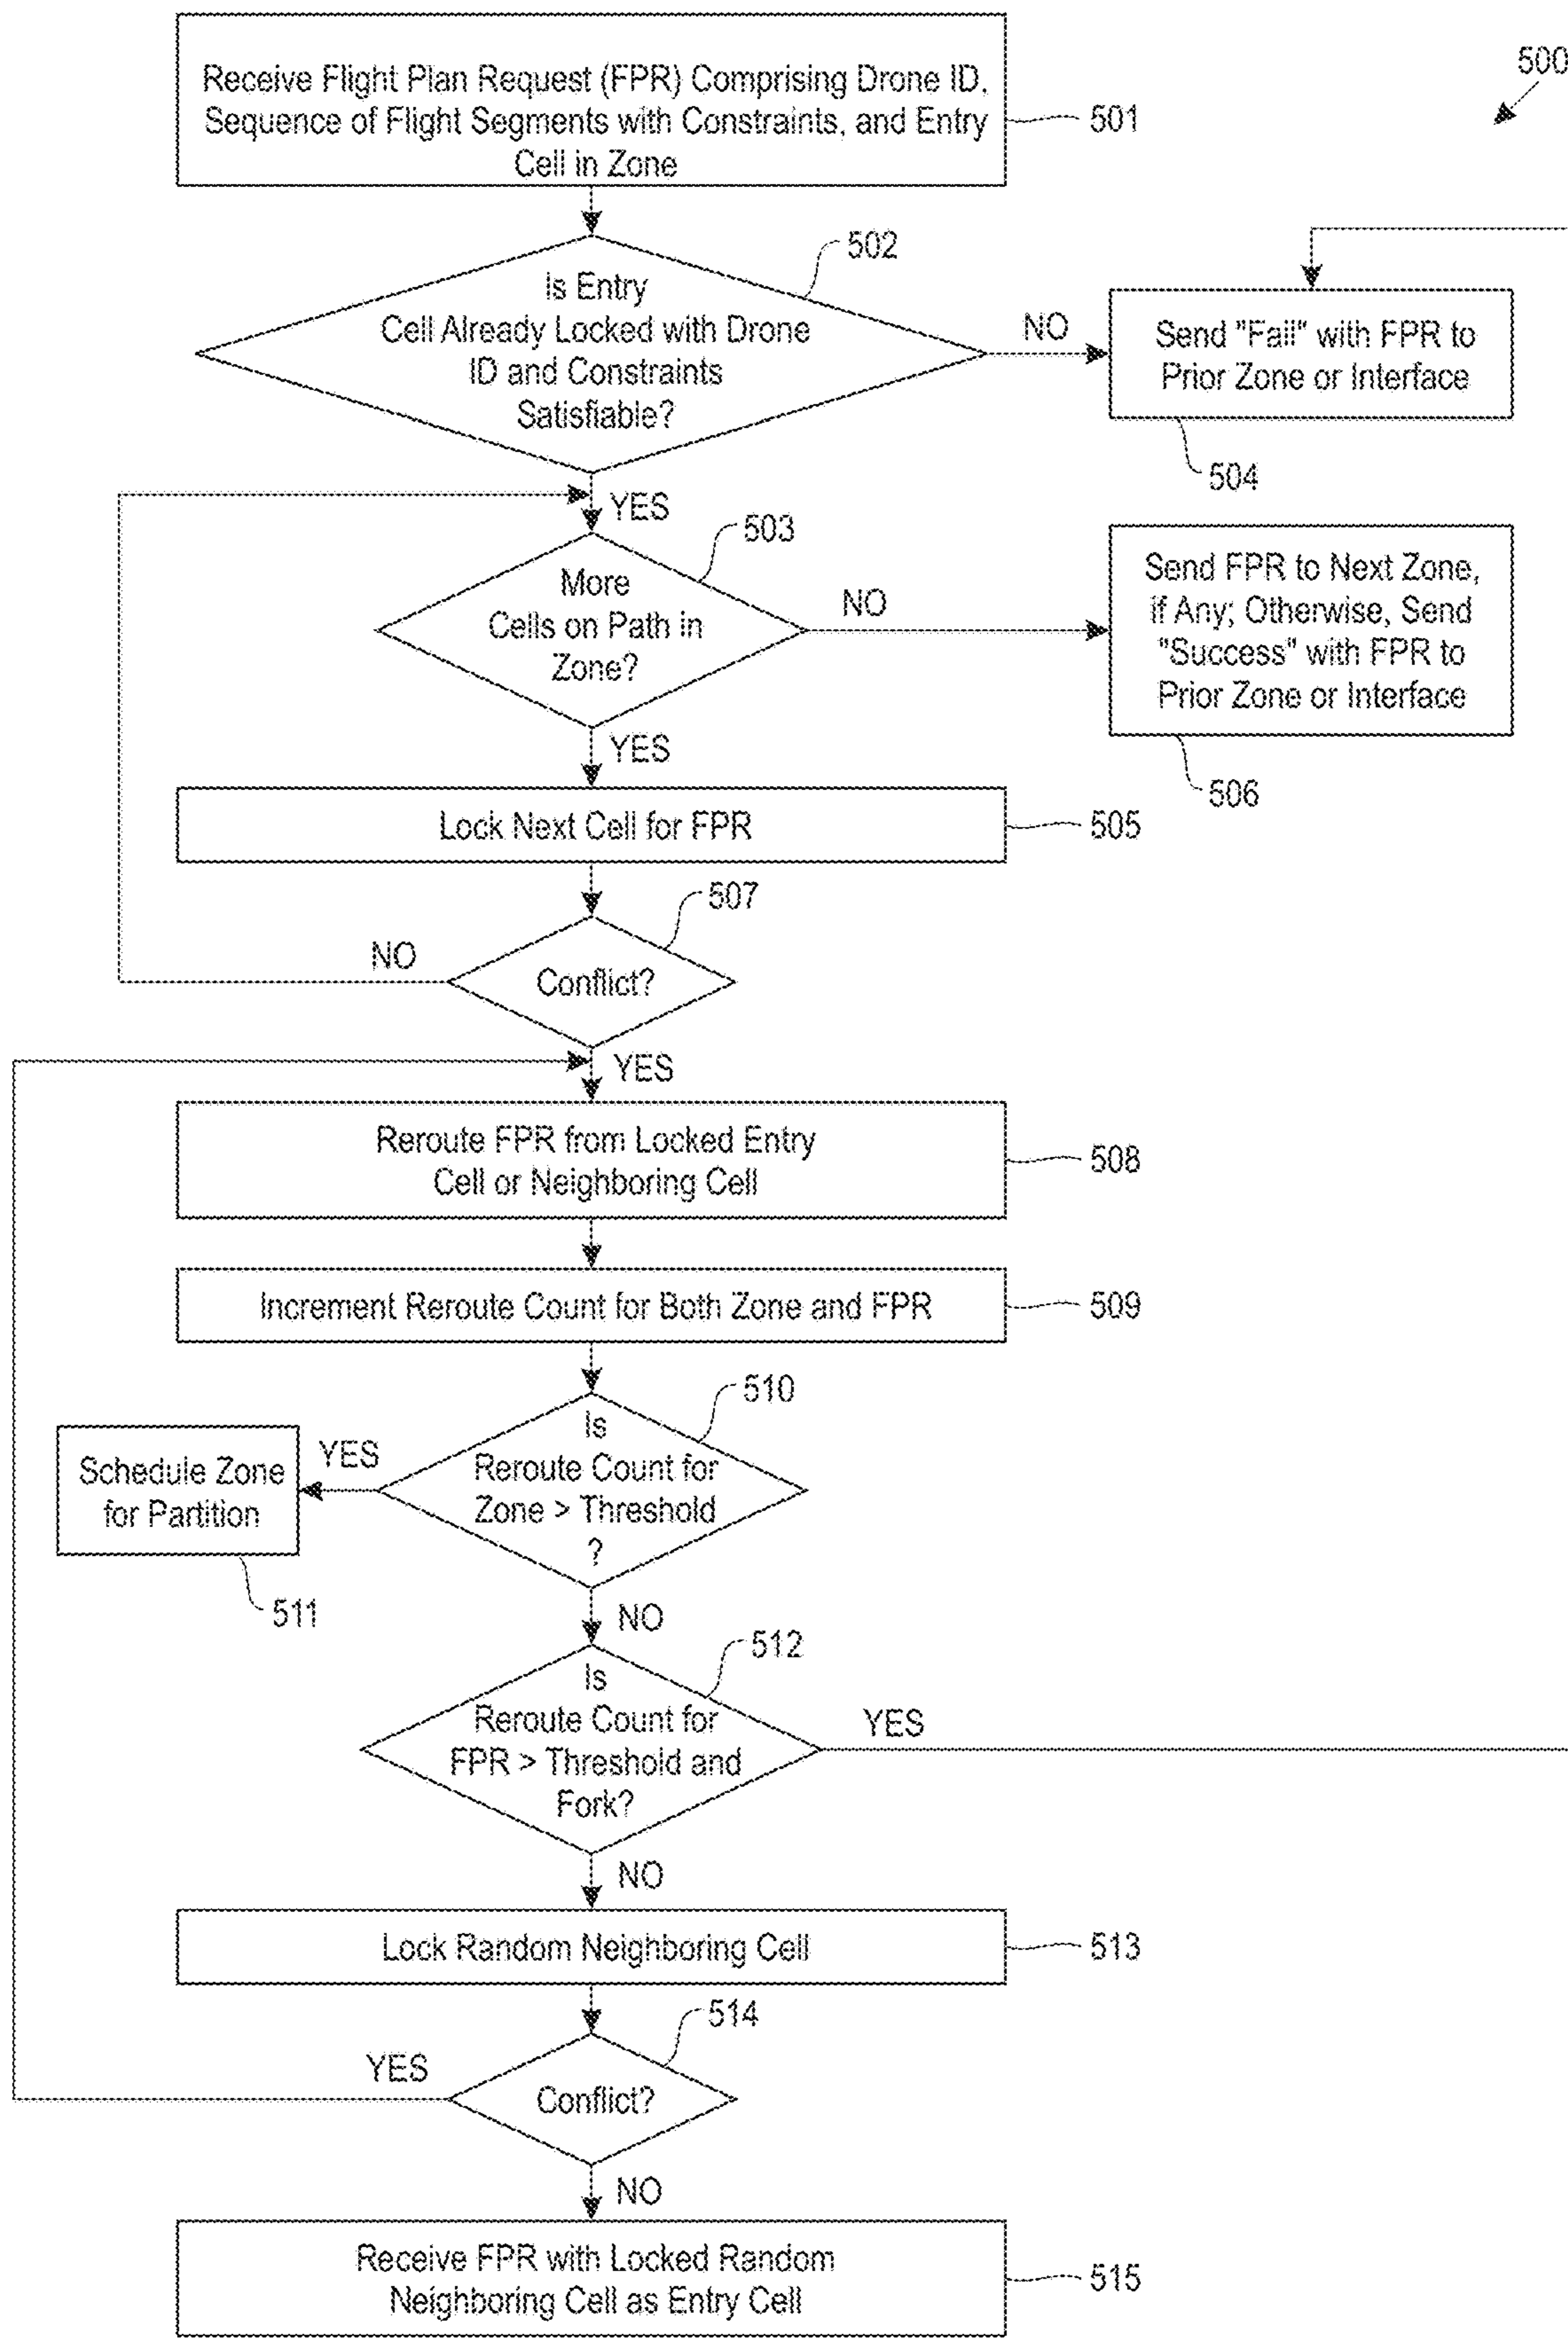 500
Receive Flight Plan Request (FPR) Comprising Drone ID,
Sequence of Flight Segments with Constraints, and Entry
Cell in Zone
501
502
Is Entry
Cell Already Locked with Drone
ID and Constraints
Satisfiable?
NO
Send "Fail" with FPR to
Prior Zone or Interface
504
YES
503
More
Cells on Path in
Zone?
NO
Send FPR to Next Zone,
if Any; Otherwise, Send
"Success" with FPR to
Prior Zone or Interface
506
YES
Lock Next Cell for FPR
505
507
NO
Conflict?
YES
Reroute FPR from Locked Entry
Cell or Neighboring Cell
508
Increment Reroute Count for Both Zone and FPR
509
510
Is
Reroute Count for
Zone > Threshold
?
YES
Schedule Zone
for Partition
511
NO
512
Is
Reroute Count for
FPR > Threshold and
Fork?
YES
NO
Lock Random Neighboring Cell
513
514
YES
Conflict?
NO
Receive FPR with Locked Random
Neighboring Cell as Entry Cell
515